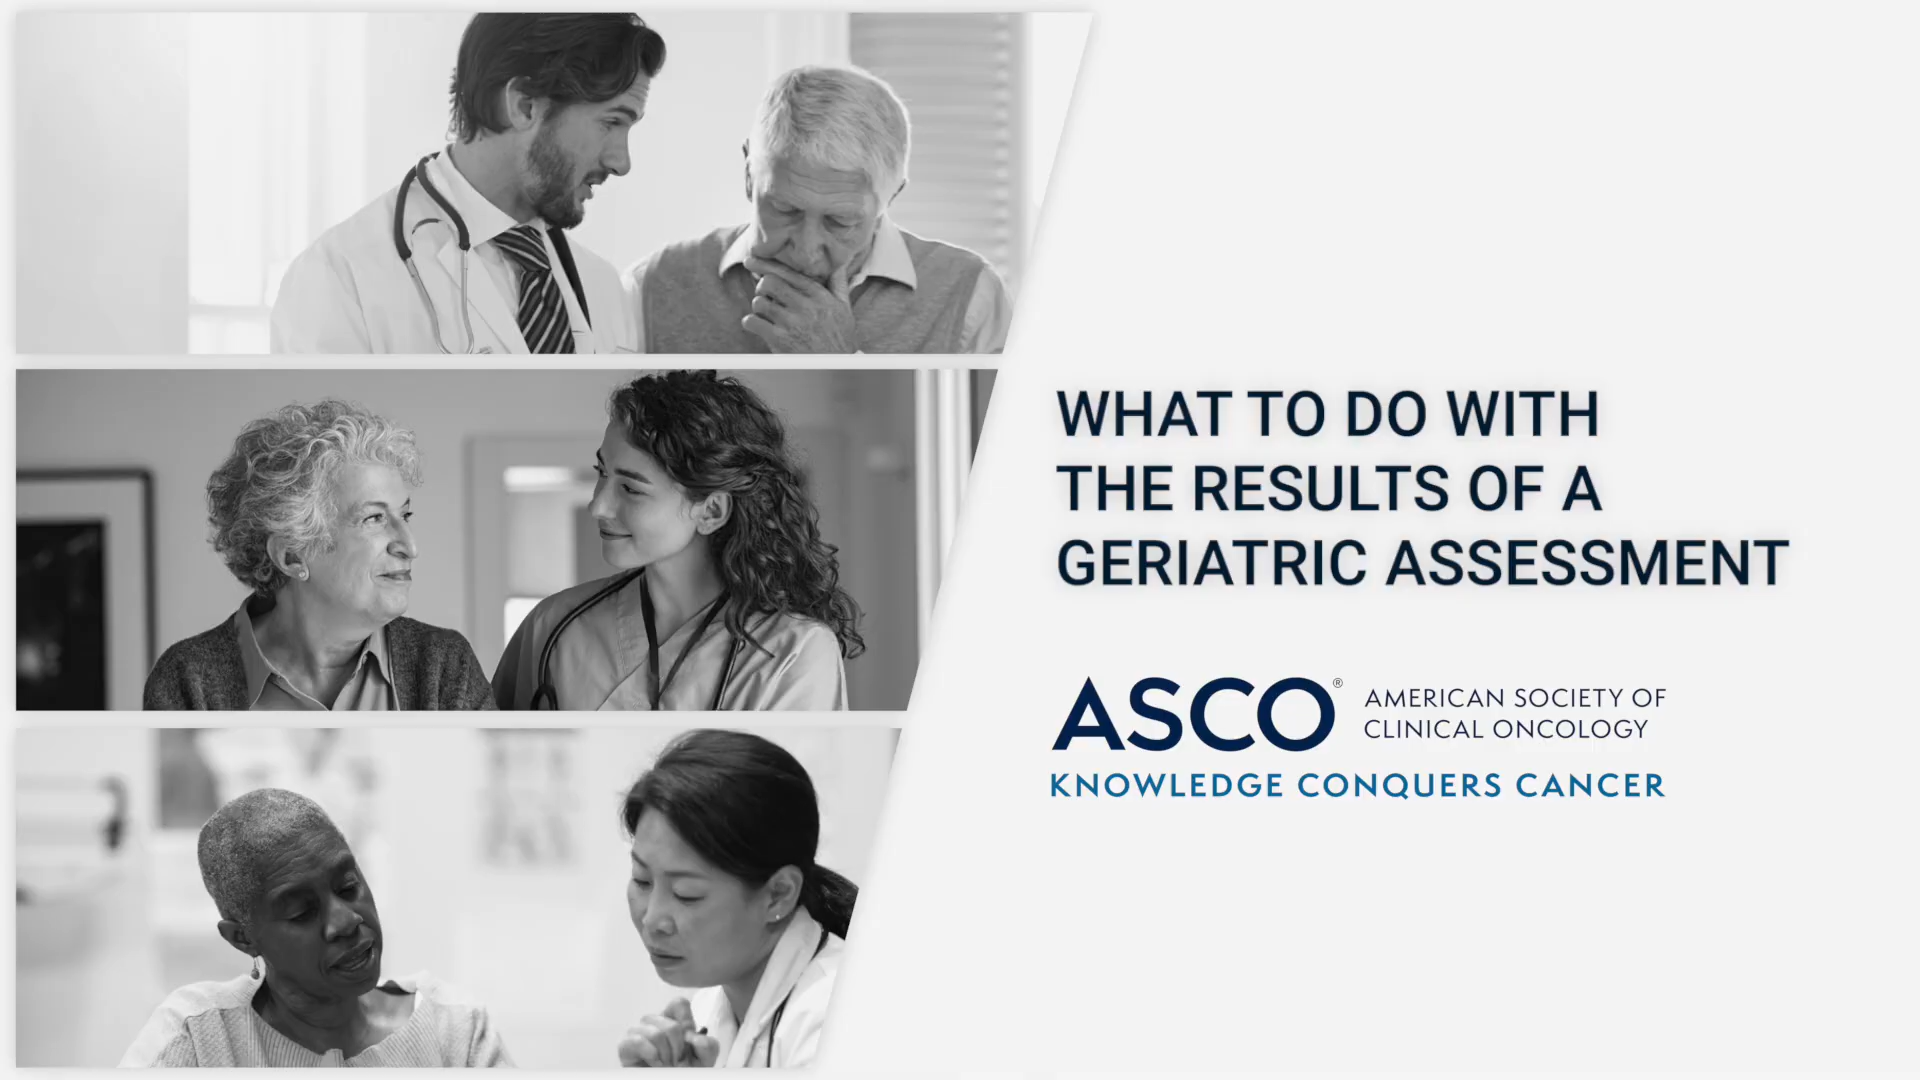 WHAT TO DO WITH
THE RESULTS OF A
GERIATRIC ASSESSMENT
ASCO® AMERICAN SOCIETY OF
CLINICAL ONCOLOGY
KNOWLEDGE CONQUERS CANCER